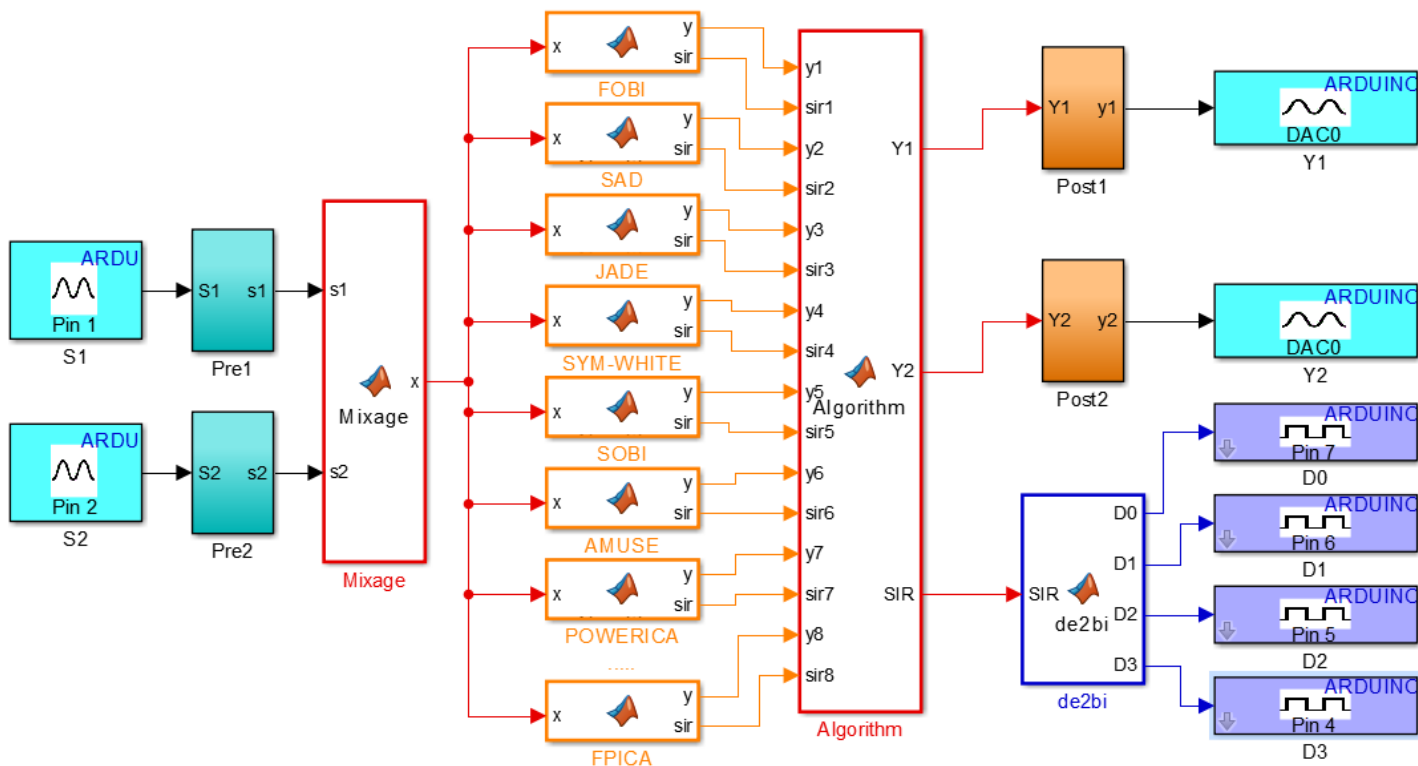 ARDU
Pin 1
S1
S1
s1
Pre1
ARDU
Pin 2
S2
S2
s2
Pre2
s1
s2
x
Mixage
Mixage
x
y
sir
FOBI
x
y
sir
SAD
x
y
sir
JADE
x
y
sir
SYM-WHITE
x
y
sir
SOBI
x
y
sir
AMUSE
x
y
sir
POWERICA
.....
x
y
sir
FPICA
y1
sir1
y2
sir2
y3
sir3
y4
sir4
y5
sir5
y6
sir6
y7
sir7
y8
sir8
Algorithm
Y1
Y2
SIR
Algorithm
Y1
y1
Post1
ARDUINO
DAC0
Y1
Y2
y2
Post2
ARDUINO
DAC0
Y2
SIR
de2bi
D0
D1
D2
D3
de2bi
ARDUINO
Pin 7
D0
ARDUINO
Pin 6
D1
ARDUINO
Pin 5
D2
ARDUINO
Pin 4
D3